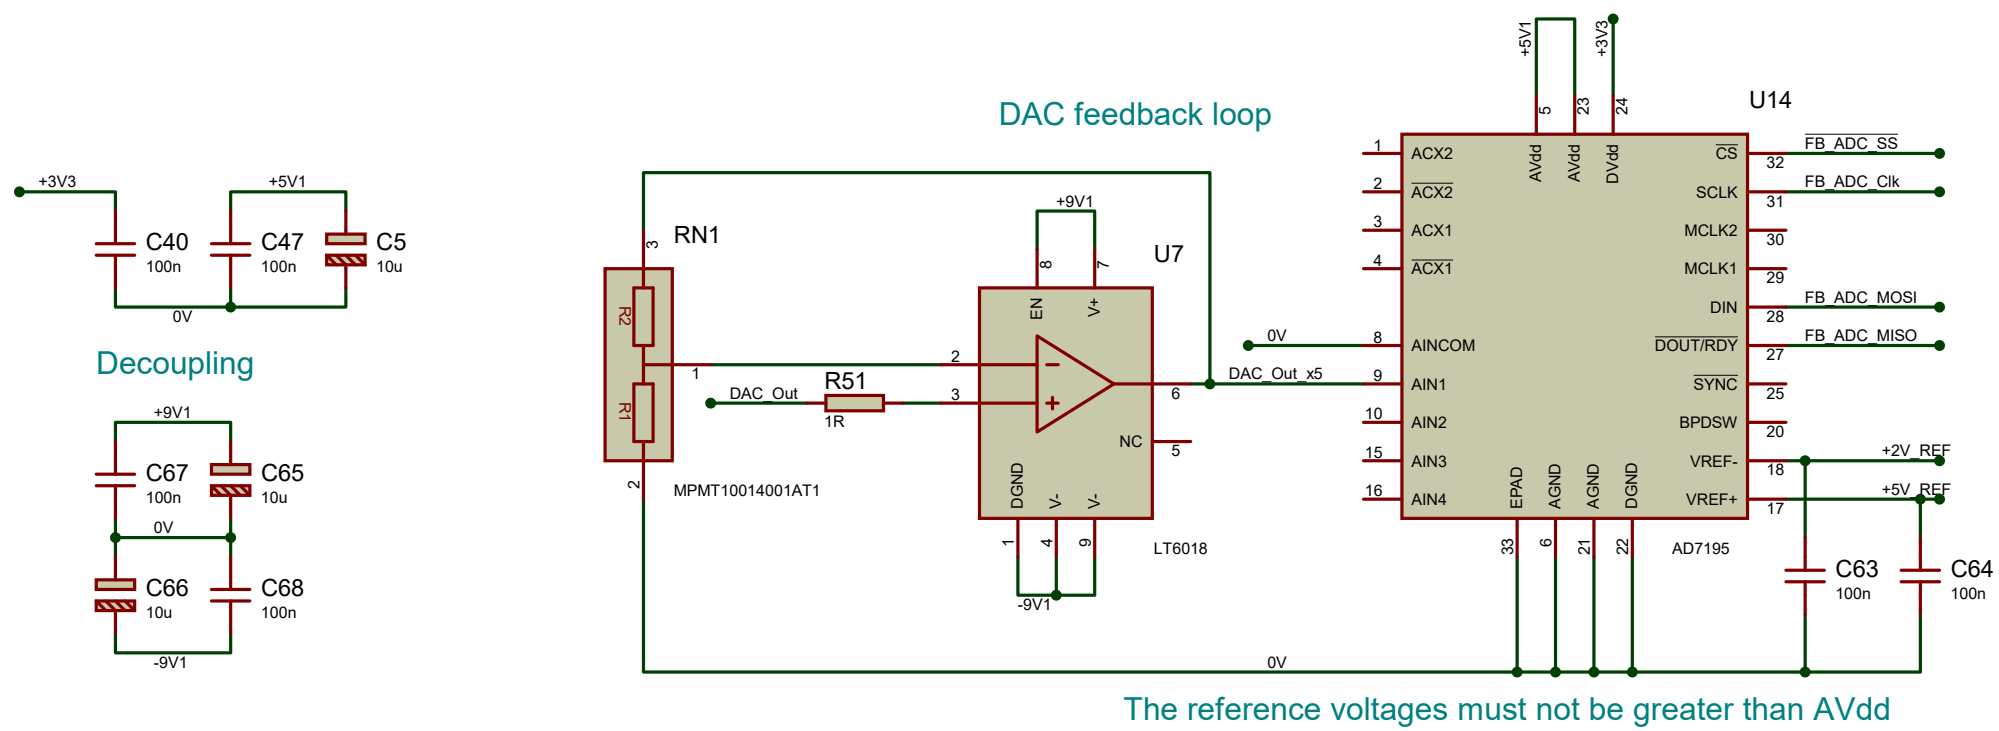 DAC feedback loop
+3V3
+5V1
C40
100n
C47
100n
C5
10u
0V
Decoupling
+9V1
C67
100n
C65
10u
0V
C66
10u
C68
100n
-9V1
RN1
3
R2
R1
1
2
MPMT10014001AT1
DAC_Out
R51
1R
+9V1
U7
8
7
EN
V+
2
3
6
NC
5
DGND
V-
V-
1
4
9
LT6018
-9V1
DAC_Out_x5
0V
0V
+5V1
+3V3
U14
5
23
24
AVdd
AVdd
DVdd
1
ACX2
2
ACX2
3
ACX1
4
ACX1
8
AINCOM
9
AIN1
10
AIN2
15
AIN3
16
AIN4
CS
32
FB_ADC_SS
SCLK
31
FB_ADC_Clk
MCLK2
30
MCLK1
29
DIN
28
FB_ADC_MOSI
DOUT/RDY
27
FB_ADC_MISO
SYNC
25
BPDSW
20
VREF-
18
+2V_REF
VREF+
17
+5V_REF
EPAD
AGND
AGND
DGND
33
6
21
22
AD7195
C63
100n
C64
100n
The reference voltages must not be greater than AVdd